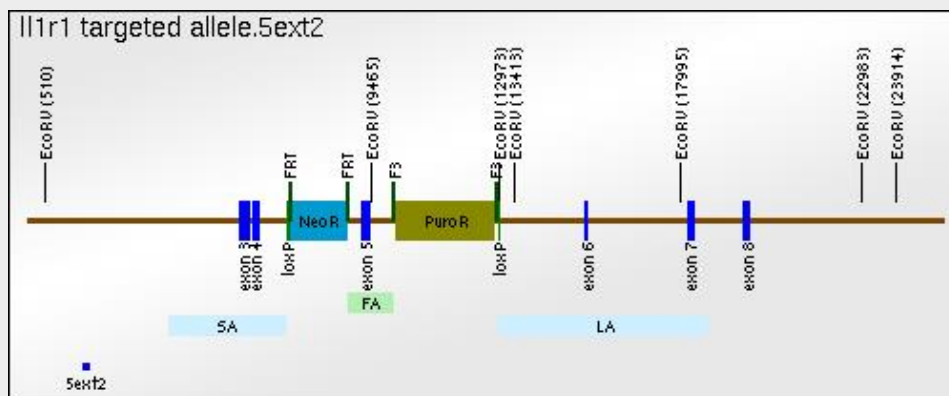 Il1r1 targeted allele.5ext2
EcoRV (510)
EcoRV (9465)
EcoRV (12973)
EcoRV (13413)
EcoRV (17995)
EcoRV (22983)
EcoRV (23914)
FRT
FRT
F3
F3
Neo R
Puro R
exon 3
exon 4
loxP
exon 5
loxP
exon 6
exon 7
exon 8
FA
SA
LA
5ext2